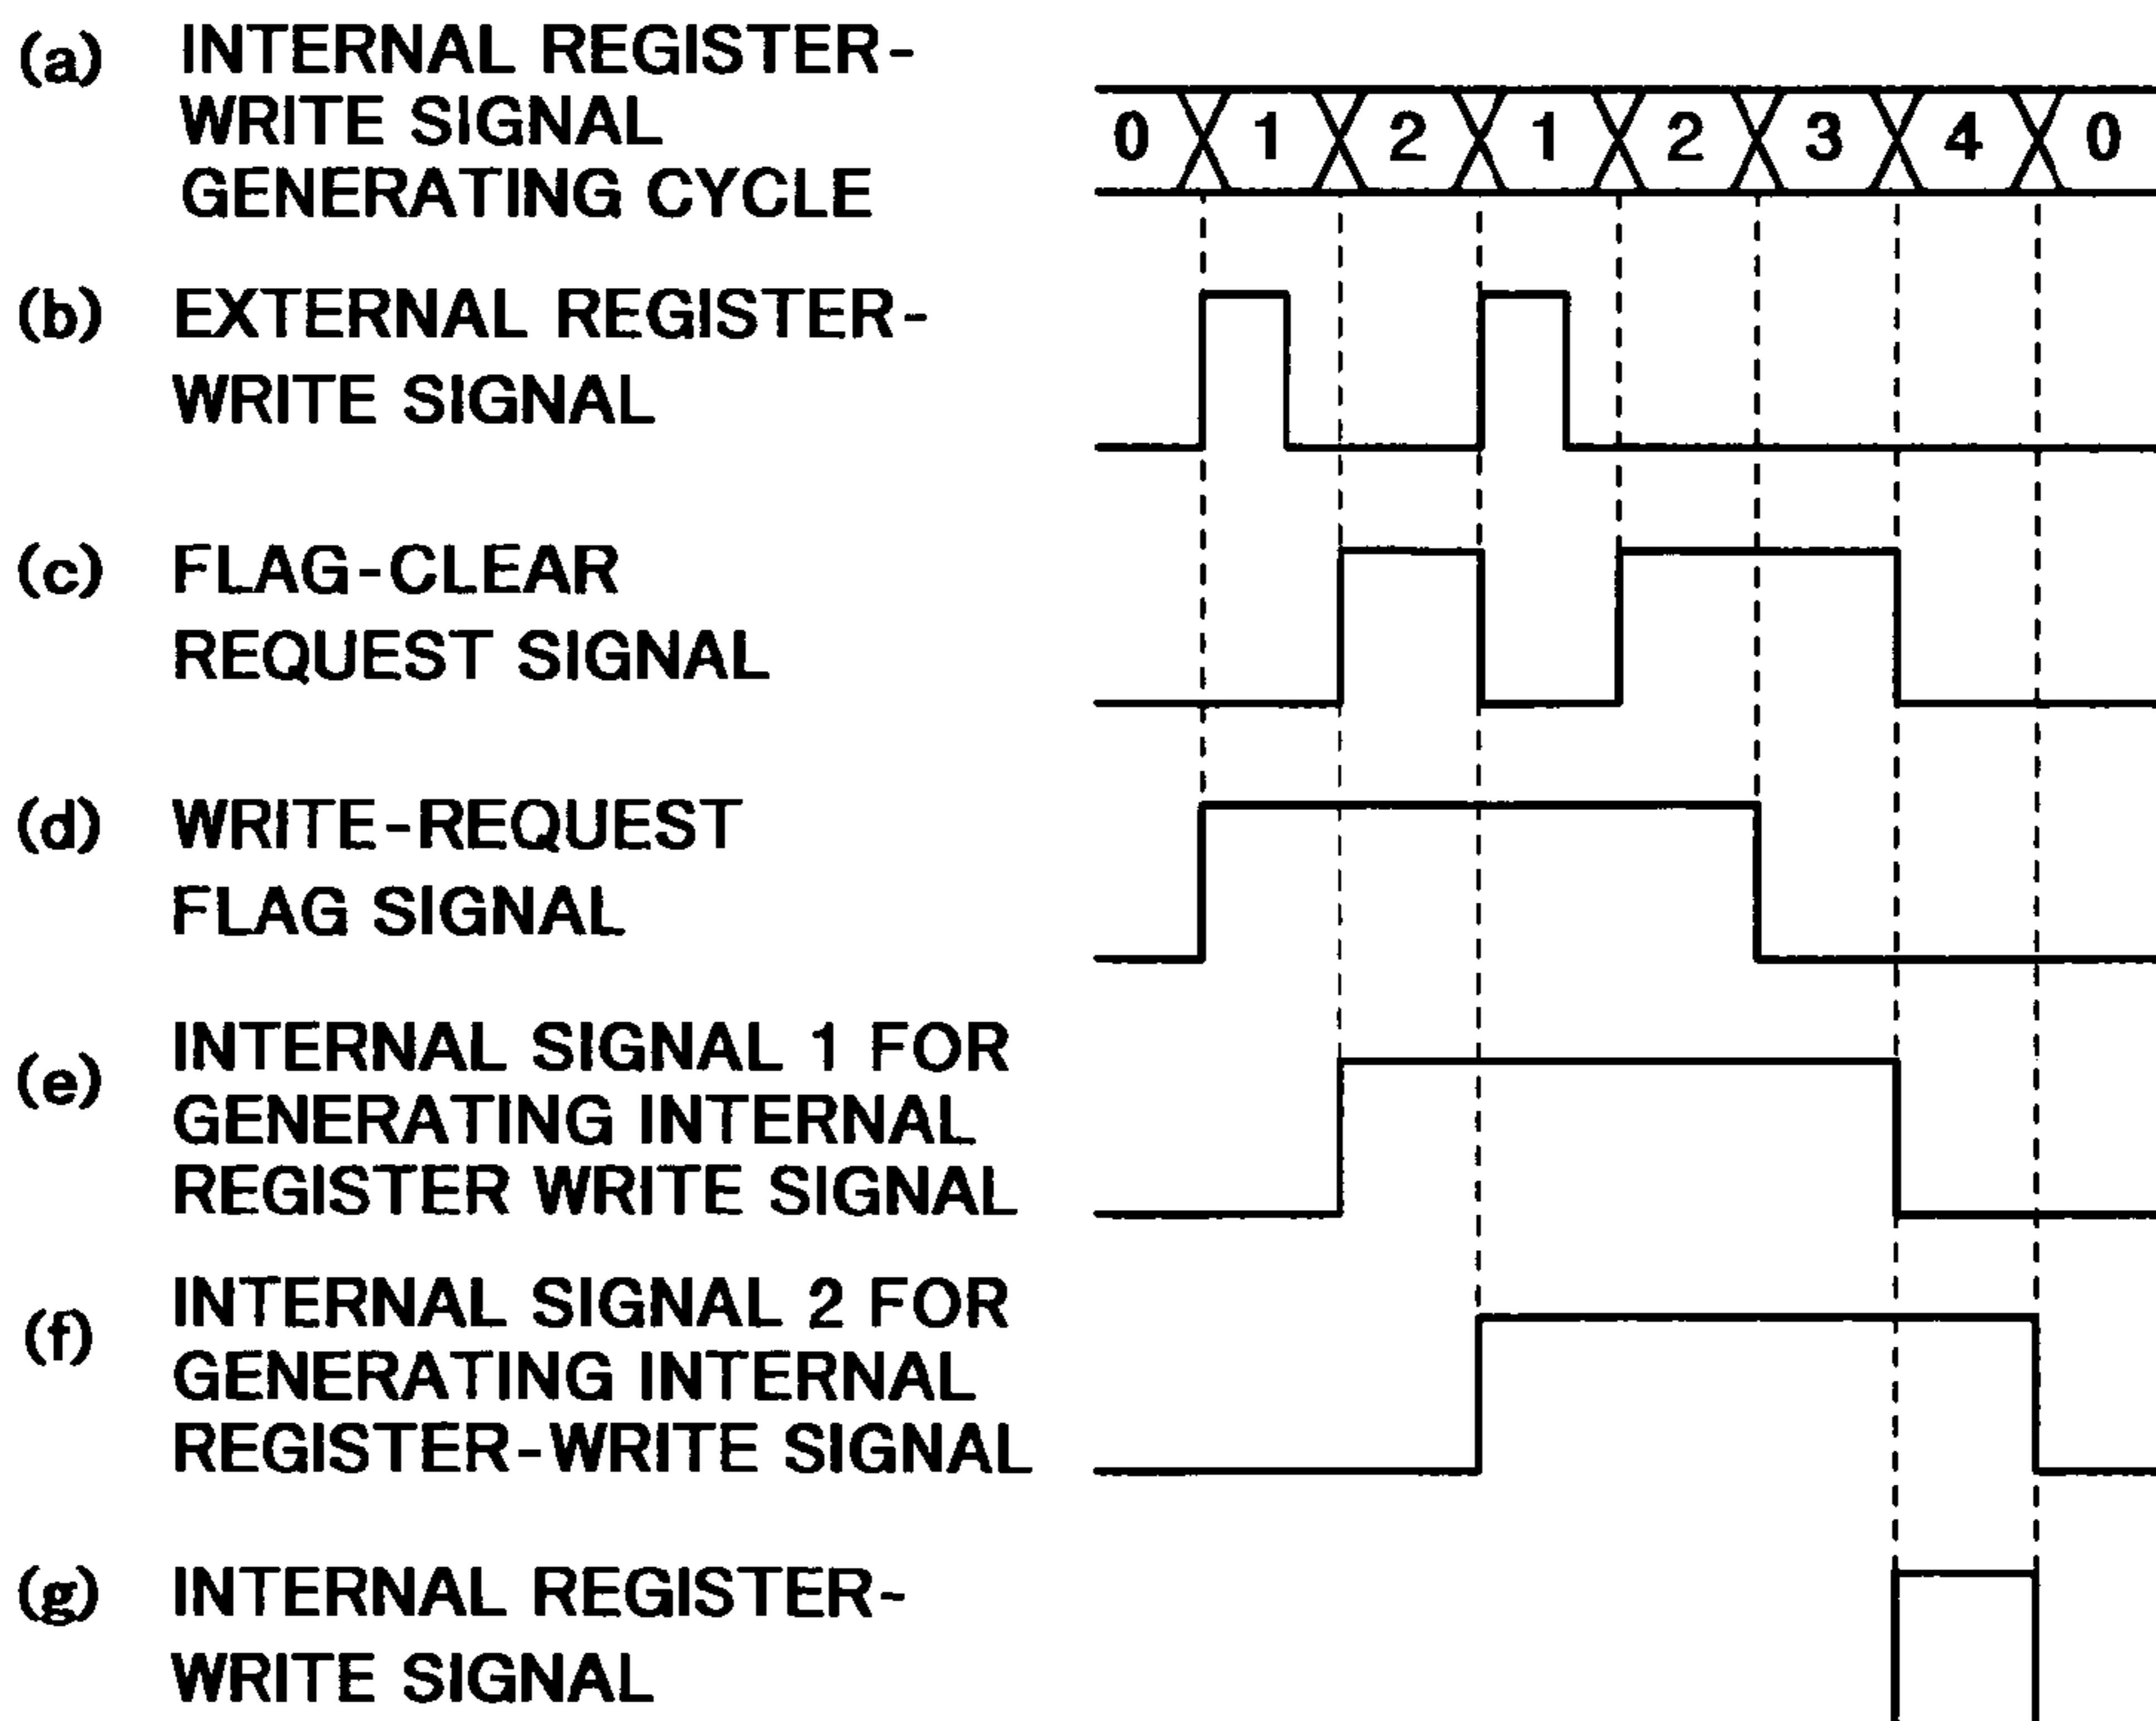 (a) INTERNAL REGISTER-
WRITE SIGNAL
GENERATING CYCLE
0 1 2 1 2 3 4 0
(b) EXTERNAL REGISTER-
WRITE SIGNAL
(c) FLAG-CLEAR
REQUEST SIGNAL
(d) WRITE-REQUEST
FLAG SIGNAL
(e) INTERNAL SIGNAL 1 FOR
GENERATING INTERNAL
REGISTER WRITE SIGNAL
(f) INTERNAL SIGNAL 2 FOR
GENERATING INTERNAL
REGISTER-WRITE SIGNAL
(g) INTERNAL REGISTER-
WRITE SIGNAL